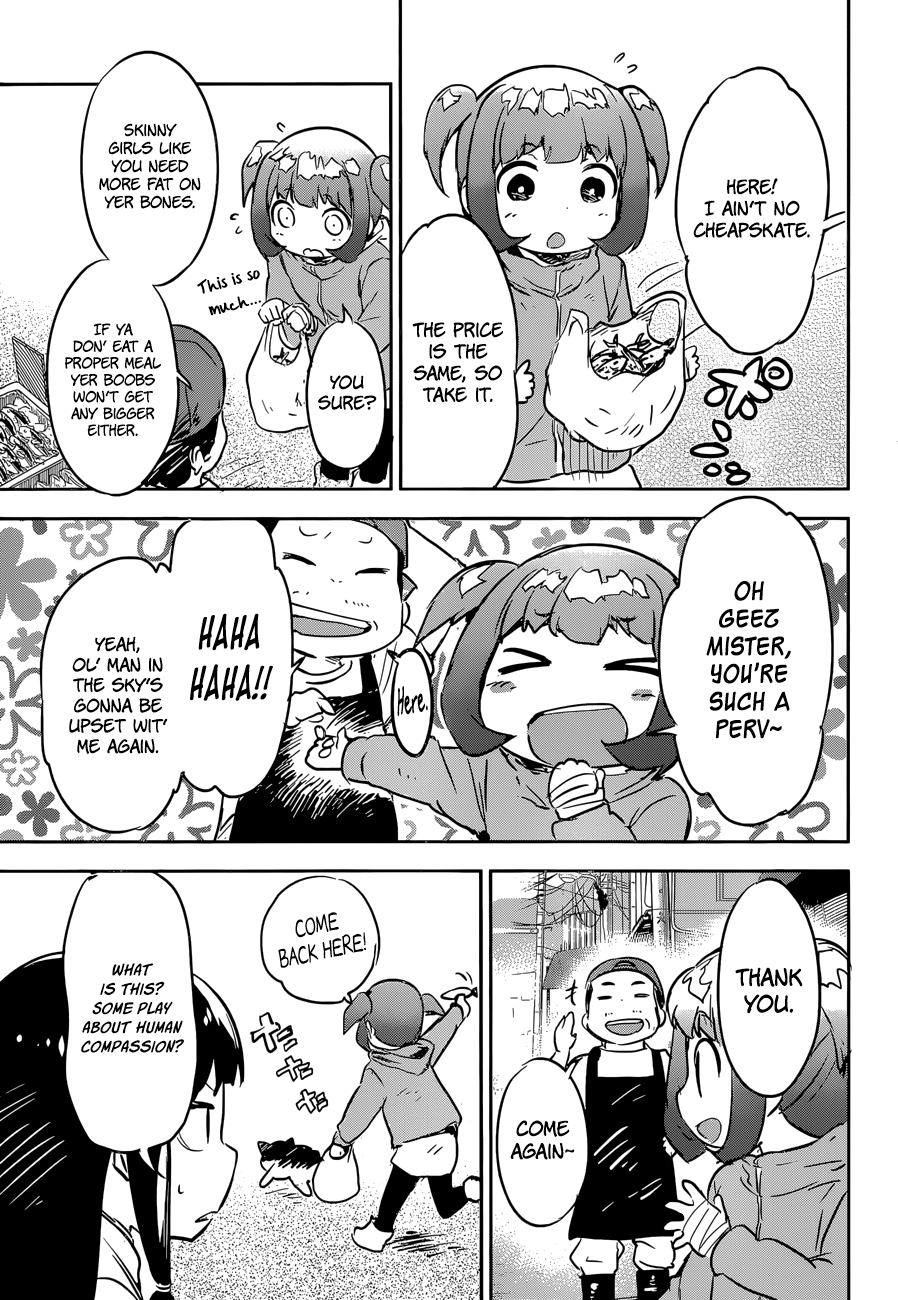 HERE!
I AIN'T NO
CHEAPSKATE.
THE PRICE
IS THE
SAME, SO
TAKE IT.
ポーン
SKINNY
GIRLS LIKE
YOU NEED
MORE FAT ON
YER BONES.
This is so
much...
YOU
SURE?
IF YA
DON' EAT A
PROPER MEAL
YER BOOBS
WON'T GET
ANY BIGGER
EITHER.
OH
GEEZ
MISTER,
YOU'RE
SUCH A
PERV~
Here.
HAHA
HAHA!!
YEAH,
OL' MAN IN
THE SKY'S
GONNA BE
UPSET WIT'
ME AGAIN.
THANK
YOU.
COME
AGAIN~
COME
BACK HERE!
WHAT
IS THIS?
SOME PLAY
ABOUT HUMAN
COMPASSION?